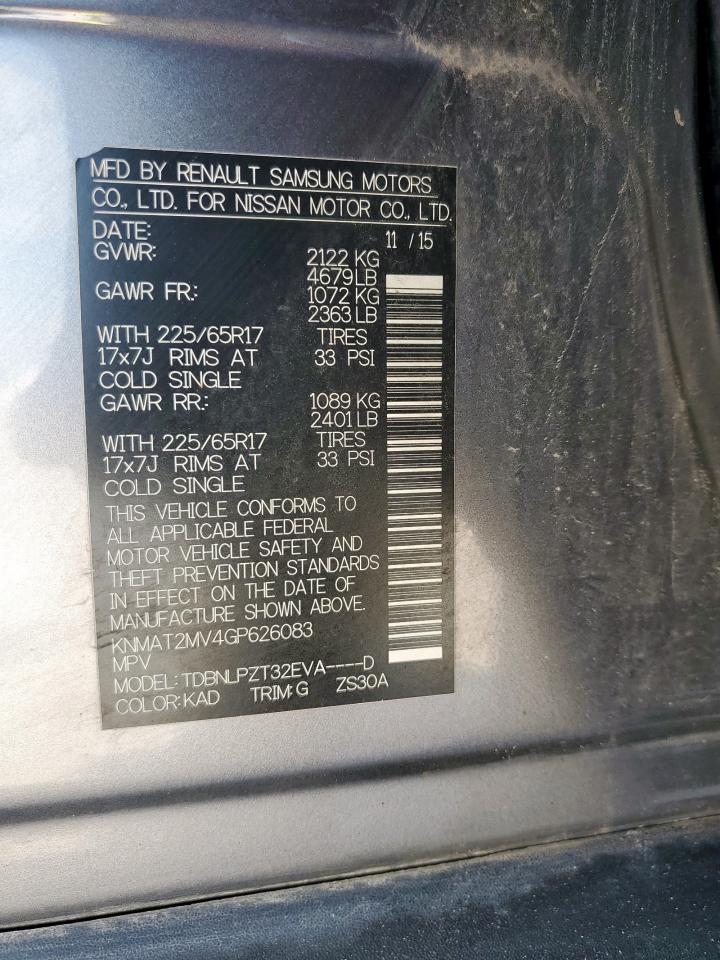 MFD BY RENAULT SAMSUNG MOTORS
CO., LTD. FOR NISSAN MOTOR CO., LTD.
DATE: 11 / 15
GVWR: 2122 KG
4679 LB
GAWR FR.: 1072 KG
2363 LB
WITH 225/65R17 TIRES
17x7J RIMS AT 33 PSI
COLD SINGLE
GAWR RR.: 1089 KG
2401 LB
WITH 225/65R17 TIRES
17x7J RIMS AT 33 PSI
COLD SINGLE
THIS VEHICLE CONFORMS TO
ALL APPLICABLE FEDERAL
MOTOR VEHICLE SAFETY AND
THEFT PREVENTION STANDARDS
IN EFFECT ON THE DATE OF
MANUFACTURE SHOWN ABOVE.
KNMAT2MV4GP626083
MPV
MODEL: TDBNLPZT32EVA----D
COLOR: KAD TRIM: G ZS30A